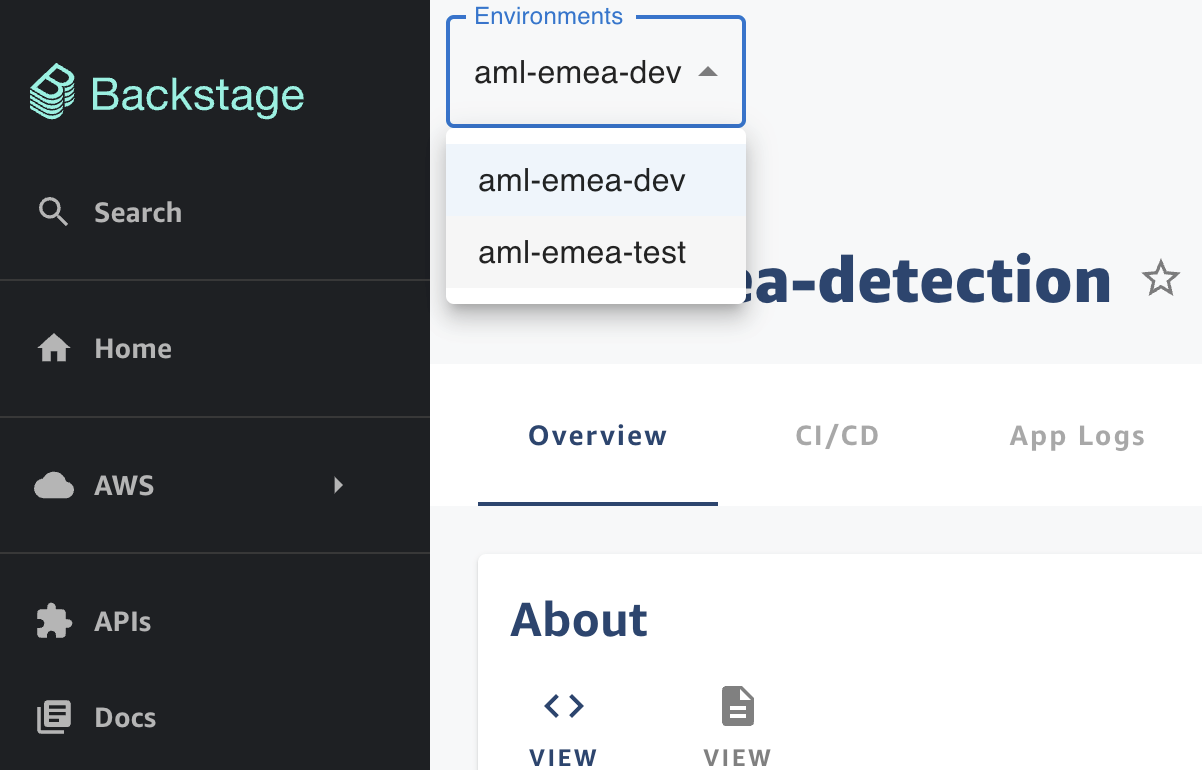 Backstage
Search
Home
AWS
APIs
Docs
Environments
aml-emea-dev
aml-emea-dev
aml-emea-test
ea-detection
Overview CI/CD App Logs
About
VIEW VIEW